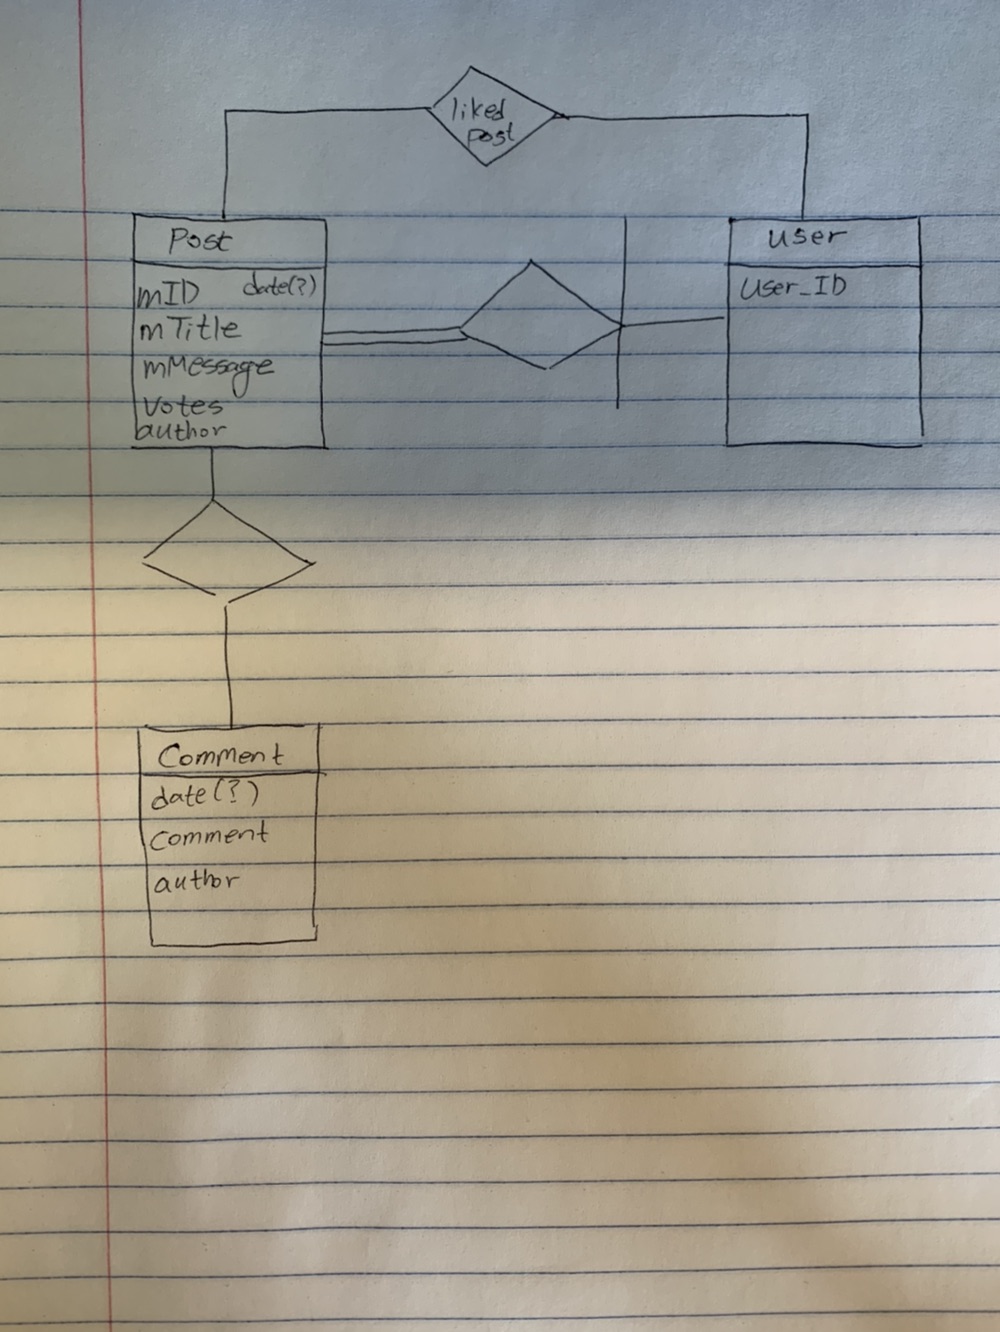 liked
post
Post
User
mID date(?)
User_ID
mTitle
mMessage
Votes
author
Comment
date(?)
Comment
author